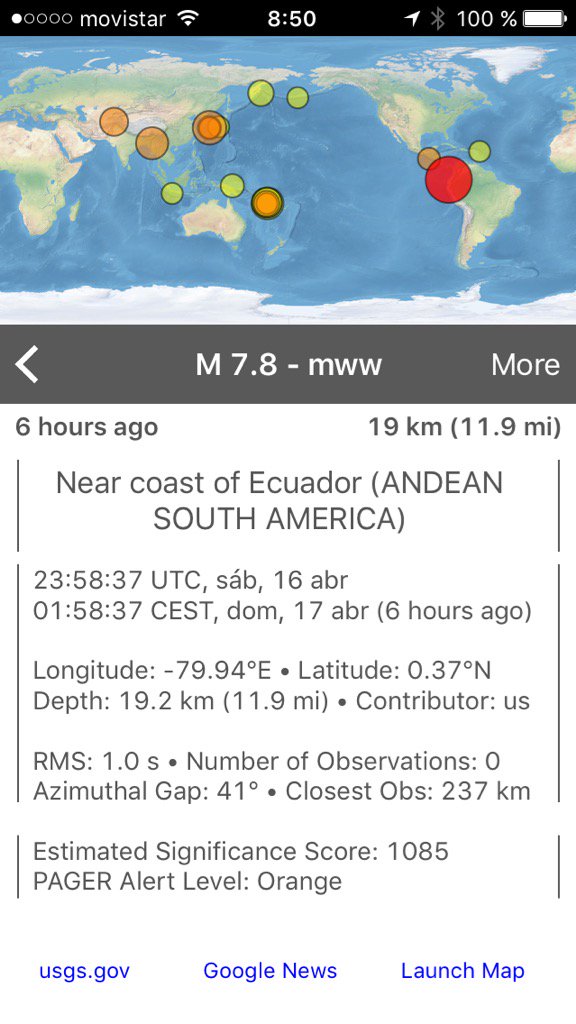 movistar 8:50 100 %
M 7.8 - mww More
6 hours ago 19 km (11.9 mi)
Near coast of Ecuador (ANDEAN
SOUTH AMERICA)
23:58:37 UTC, sáb, 16 abr
01:58:37 CEST, dom, 17 abr (6 hours ago)
Longitude: -79.94°E • Latitude: 0.37°N
Depth: 19.2 km (11.9 mi) • Contributor: us
RMS: 1.0 s • Number of Observations: 0
Azimuthal Gap: 41° • Closest Obs: 237 km
Estimated Significance Score: 1085
PAGER Alert Level: Orange
usgs.gov Google News Launch Map